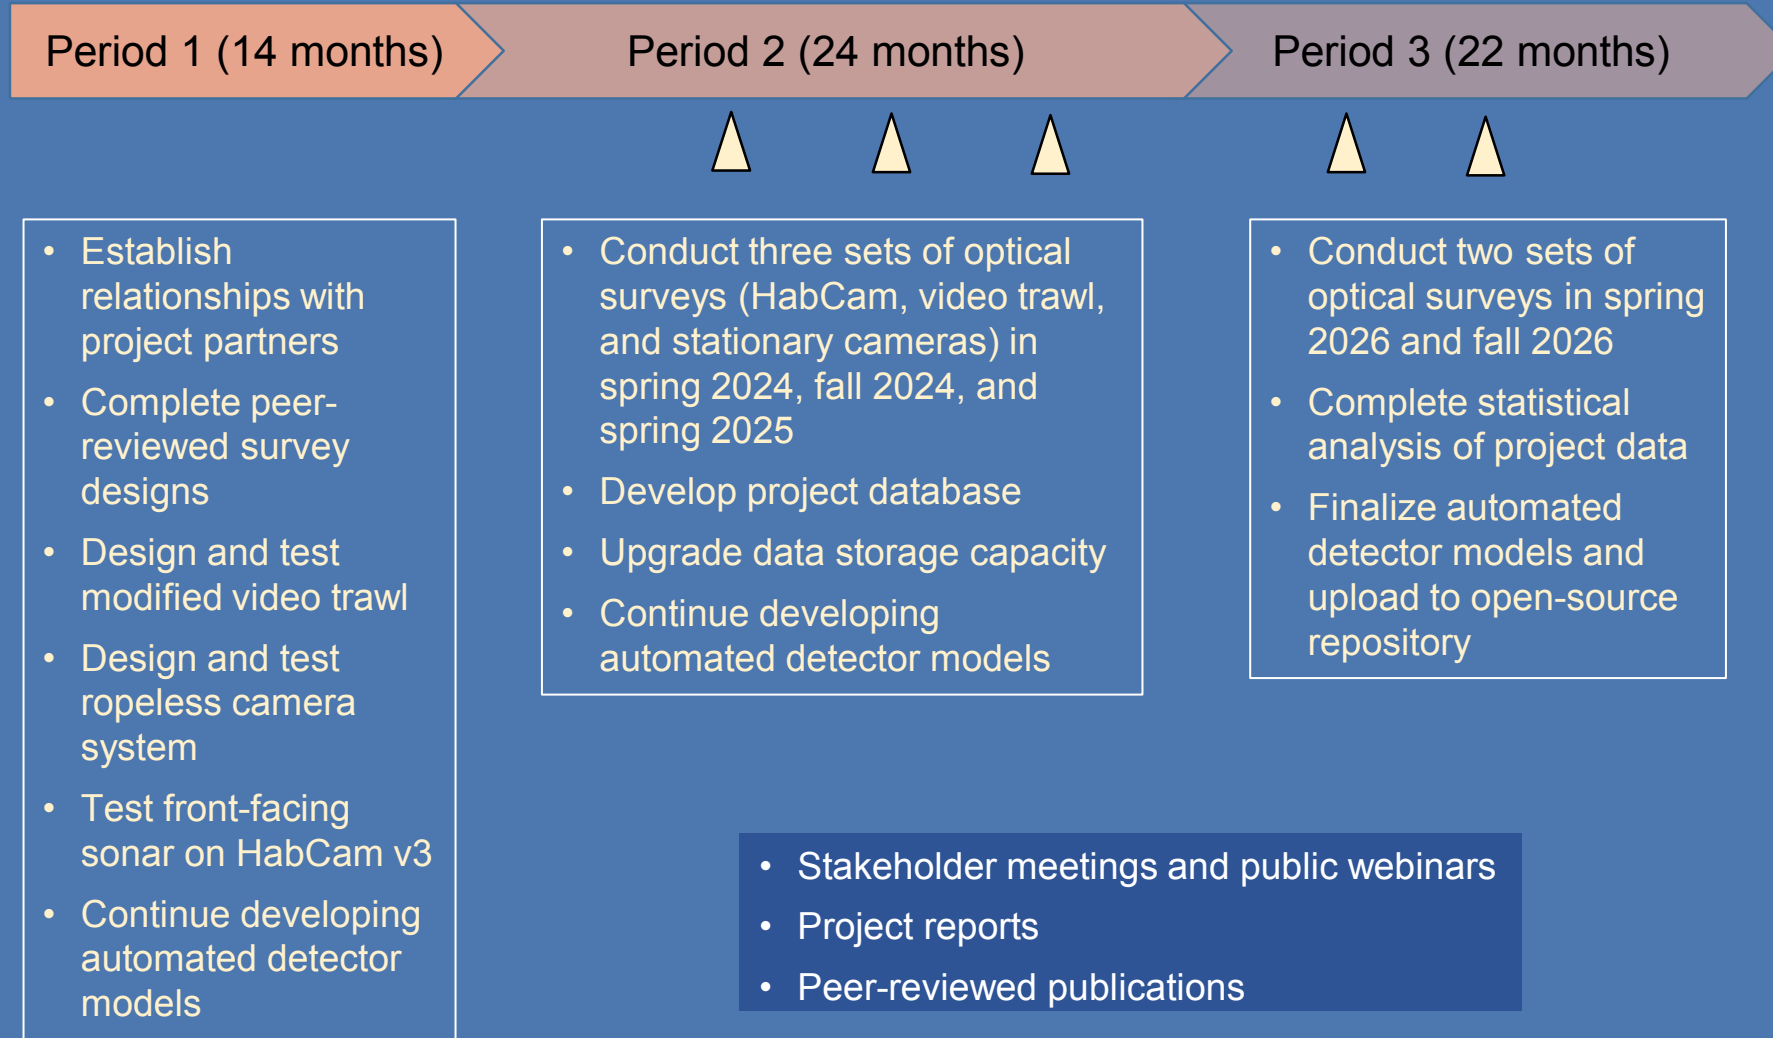 Period 1 (14 months)
Period 2 (24 months)
Period 3 (22 months)
• Establish
relationships with
project partners
• Complete peer-
reviewed survey
designs
• Design and test
modified video trawl
• Design and test
ropeless camera
system
• Test front-facing
sonar on HabCam v3
• Continue developing
automated detector
models
• Conduct three sets of optical
surveys (HabCam, video trawl,
and stationary cameras) in
spring 2024, fall 2024, and
spring 2025
• Develop project database
• Upgrade data storage capacity
• Continue developing
automated detector models
• Conduct two sets of
optical surveys in spring
2026 and fall 2026
• Complete statistical
analysis of project data
• Finalize automated
detector models and
upload to open-source
repository
• Stakeholder meetings and public webinars
• Project reports
• Peer-reviewed publications